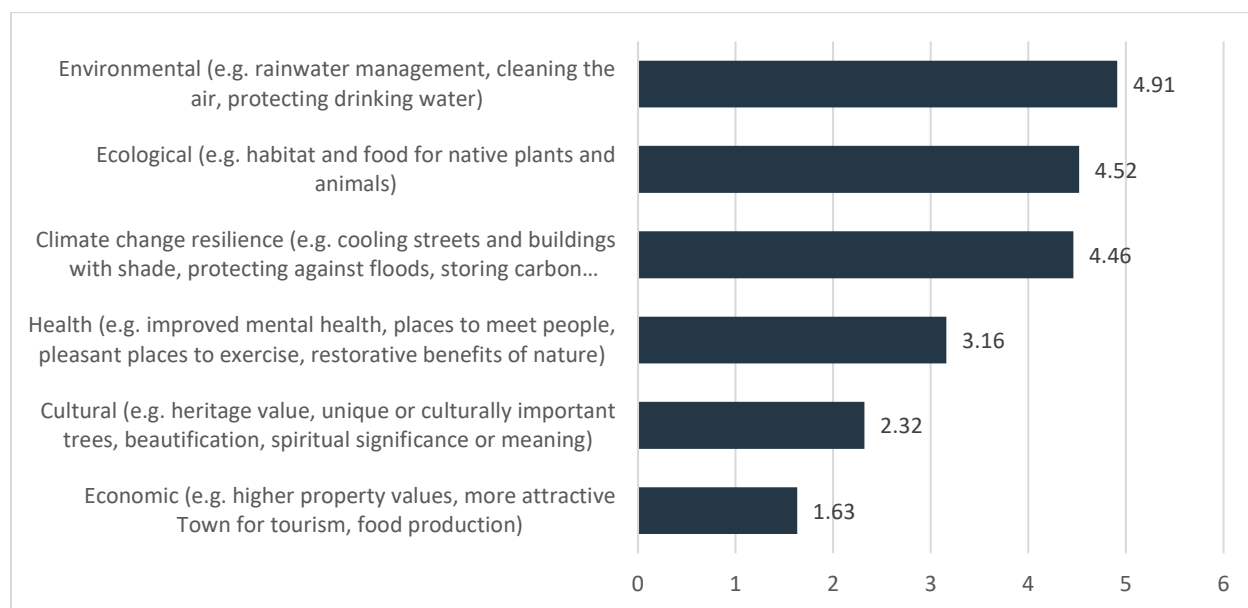 Environmental (e.g. rainwater management, cleaning the
air, protecting drinking water)
4.91
Ecological (e.g. habitat and food for native plants and
animals)
4.52
Climate change resilience (e.g. cooling streets and buildings
with shade, protecting against floods, storing carbon...
4.46
Health (e.g. improved mental health, places to meet people,
pleasant places to exercise, restorative benefits of nature)
3.16
Cultural (e.g. heritage value, unique or culturally important
trees, beautification, spiritual significance or meaning)
2.32
Economic (e.g. higher property values, more attractive
Town for tourism, food production)
1.63
0 1 2 3 4 5 6